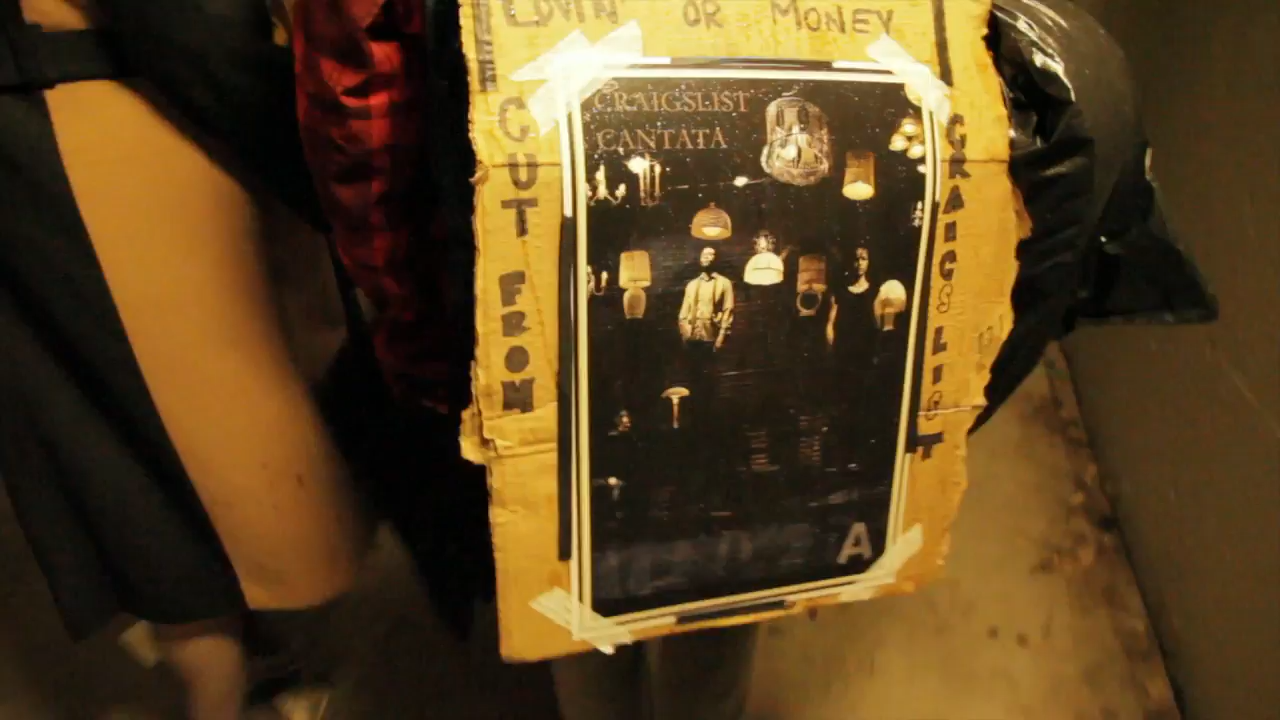 LOVIN' OR MONEY
CUT FROM
CRAIGSLIST
CANTATA
CRAIGSLIST
A